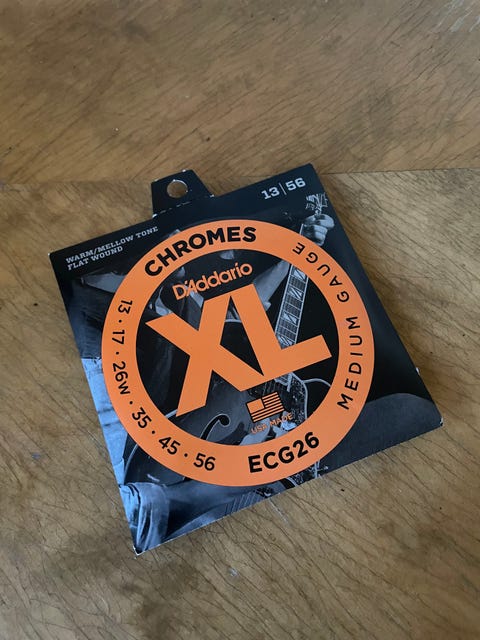 13|56
WARM/MELLOW TONE
FLAT WOUND
CHROMES
D'Addario
XL
MEDIUM GAUGE
13 • 17 • 26w • 35 • 45 • 56
USA MADE
ECG26